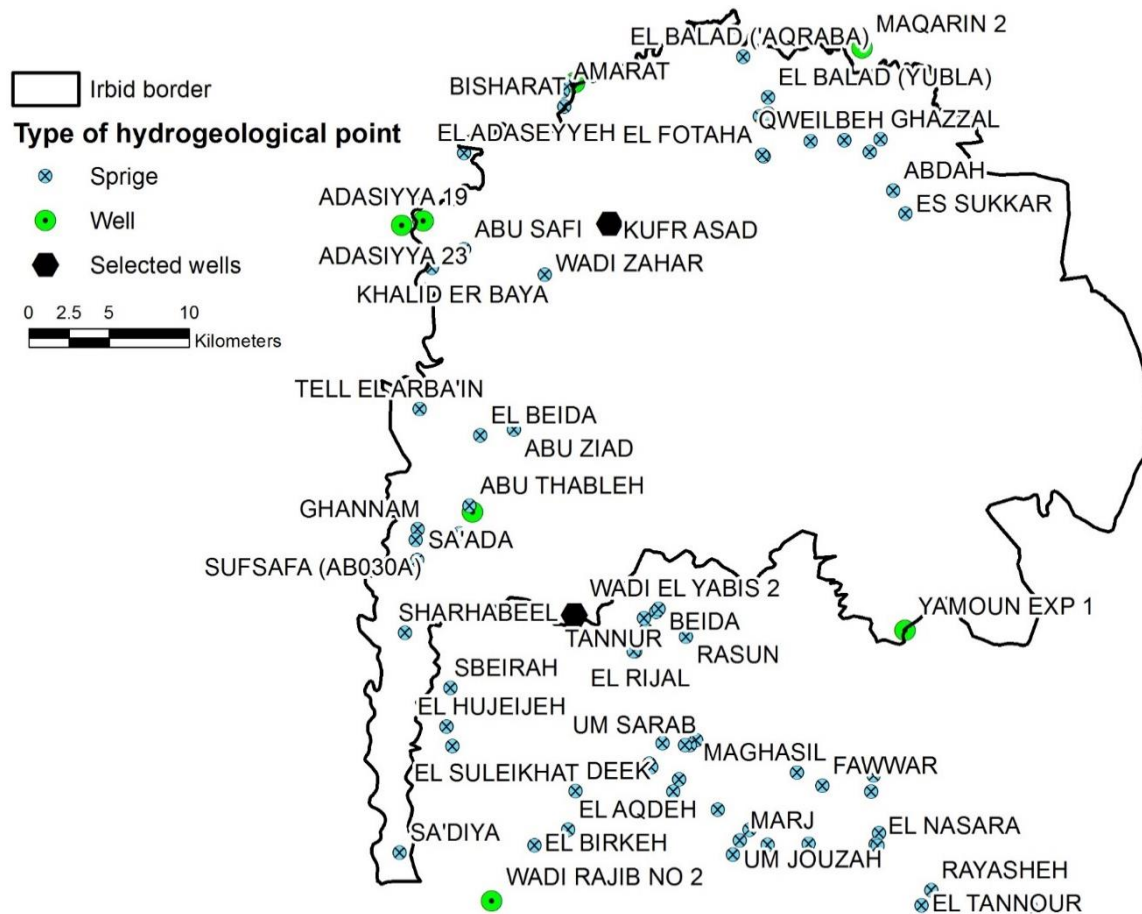 EL BALAD ('AQRABA)
MAQARIN 2
Irbid border
BISHARAT
AMARAT
EL BALAD (YUBLA)
Type of hydrogeological point
EL ADASEYYEH
EL FOTAHA
QWEILBEH
GHAZZAL
Sprige
ABDAH
ADASIYYA 19
ES SUKKAR
Well
ABU SAFI
KUFR ASAD
ADASIYYA 23
WADI ZAHAR
Selected wells
KHALID ER BAYA
0 2.5 5 10
Kilometers
TELL EL ARBA'IN
EL BEIDA
ABU ZIAD
ABU THABLEH
GHANNAM
SA'ADA
SUFSAFA (AB030A)
WADI EL YABIS 2
SHARHABEEL
YAMOUN EXP 1
BEIDA
TANNUR
RASUN
SBEIRAH
EL RIJAL
EL HUJEIJEH
UM SARAB
MAGHASIL
EL SULEIKHAT
DEEK
FAWWAR
EL AQDEH
MARJ
EL NASARA
SA'DIYA
EL BIRKEH
UM JOUZAH
WADI RAJIB NO 2
RAYASHEH
EL TANNOUR